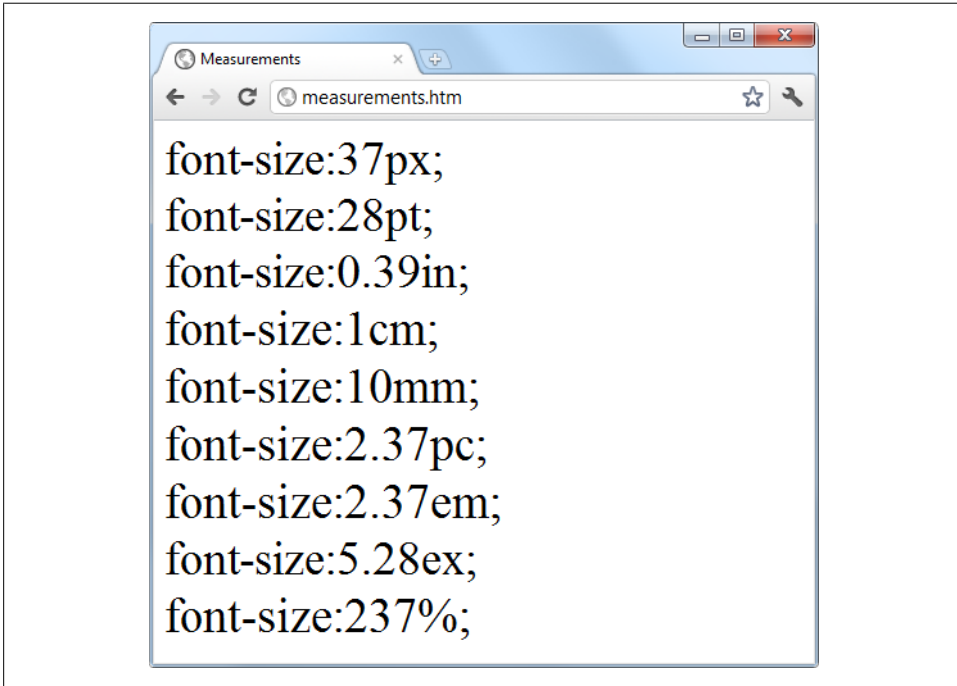 Measurements
measurements.htm
font-size:37px;
font-size:28pt;
font-size:0.39in;
font-size:1cm;
font-size:10mm;
font-size:2.37pc;
font-size:2.37em;
font-size:5.28ex;
font-size:237%;